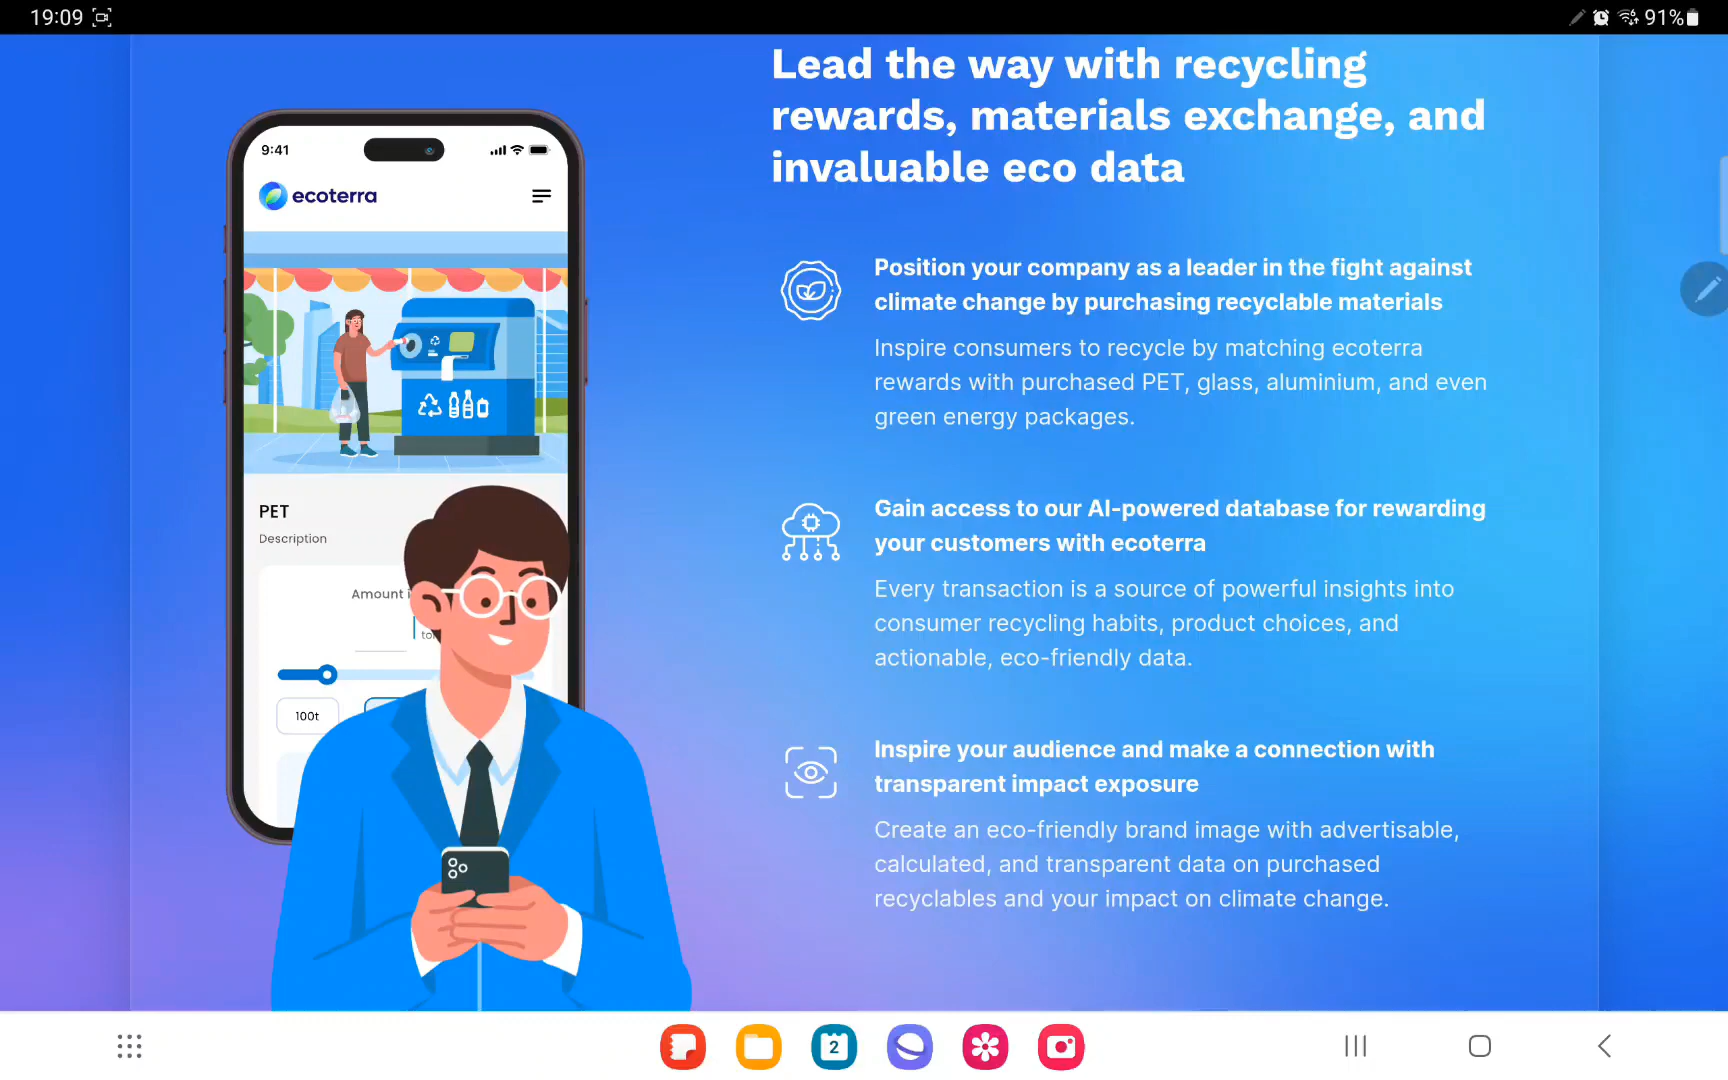 19:09
91%
Lead the way with recycling
rewards, materials exchange, and
invaluable eco data
9:41
ecoterra
Position your company as a leader in the fight against
climate change by purchasing recyclable materials
Inspire consumers to recycle by matching ecoterra
rewards with purchased PET, glass, aluminium, and even
green energy packages.
PET
Description
Amount
100t
Gain access to our AI-powered database for rewarding
your customers with ecoterra
Every transaction is a source of powerful insights into
consumer recycling habits, product choices, and
actionable, eco-friendly data.
Inspire your audience and make a connection with
transparent impact exposure
Create an eco-friendly brand image with advertisable,
calculated, and transparent data on purchased
recyclables and your impact on climate change.
2